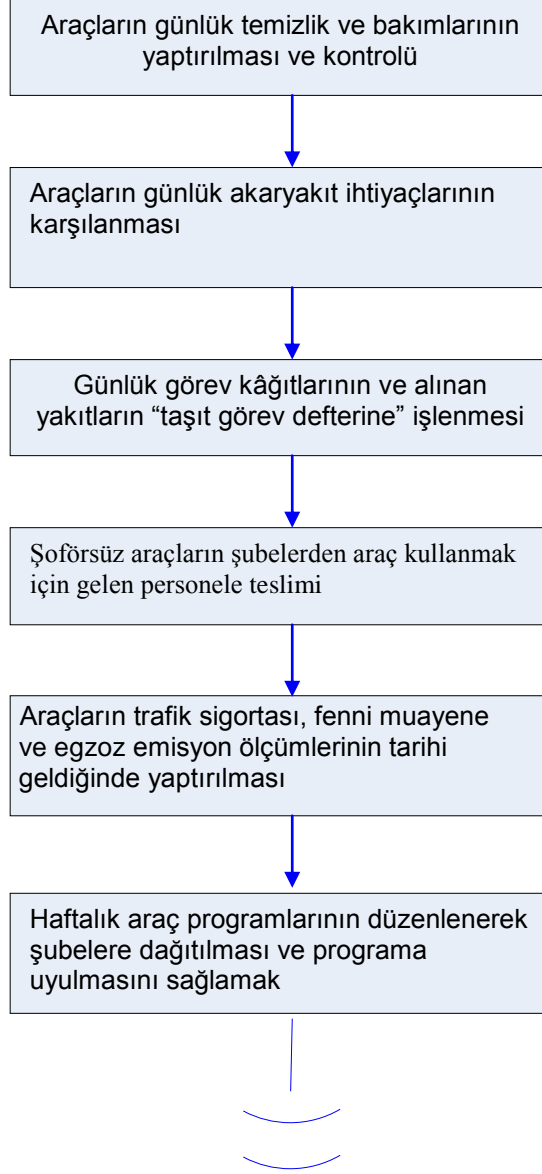 Araçların günlük temizlik ve bakımlarının
yaptırılması ve kontrolü
Araçların günlük akaryakıt ihtiyaçlarının
karşılanması
Günlük görev kâğıtlarının ve alınan
yakıtların “taşıt görev defterine” işlenmesi
Şoförsüz araçların şubelerden araç kullanmak
için gelen personele teslimi
Araçların trafik sigortası, fenni muayene
ve egzoz emisyon ölçümlerinin tarihi
geldiğinde yaptırılması
Haftalık araç programlarının düzenlenerek
şubelere dağıtılması ve programa
uyulmasını sağlamak